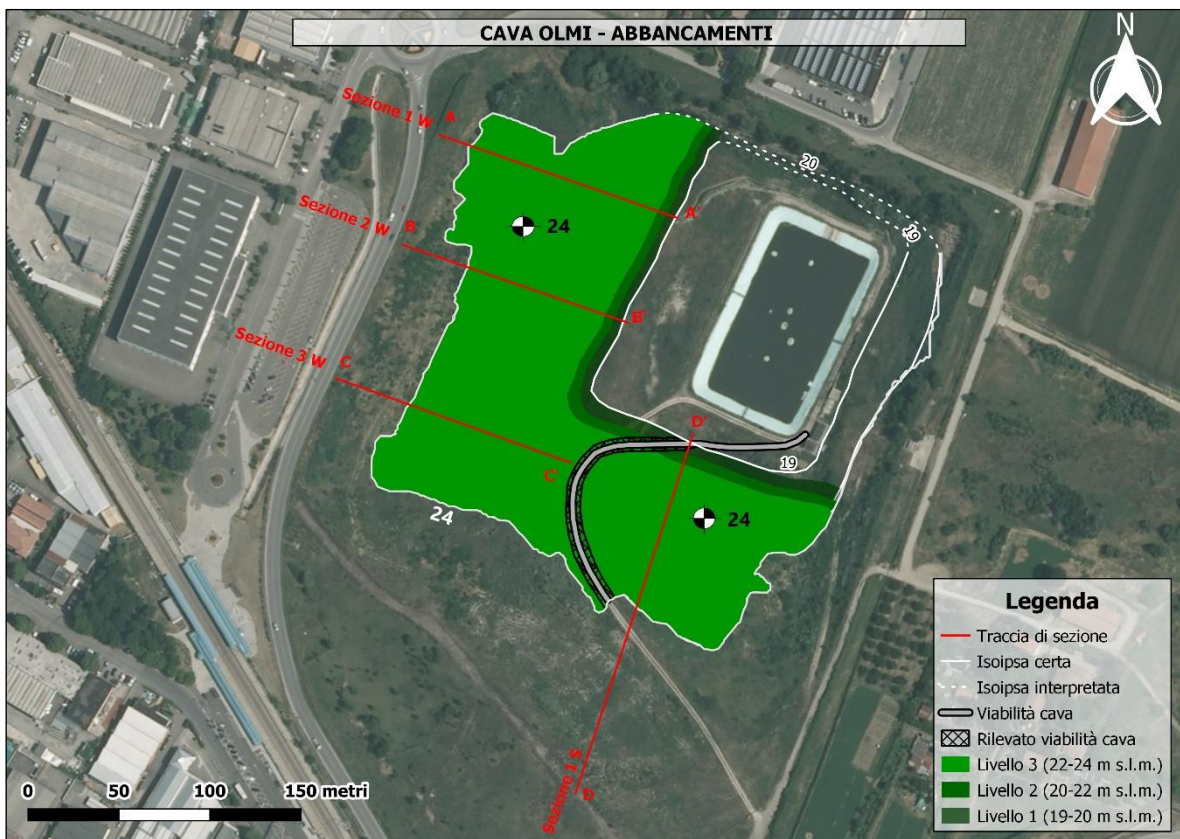 CAVA OLMI - ABBANCAMENTI
N
Sezione 1 W A
A'
20
19
Sezione 2 W B
24
B'
Sezione 3 W C
C'
D'
19
24
24
Sezione 1 S
D
Legenda
Traccia di sezione
Isoipsa certa
Isoipsa interpretata
Viabilità cava
Rilevato viabilità cava
Livello 3 (22-24 m s.l.m.)
Livello 2 (20-22 m s.l.m.)
Livello 1 (19-20 m s.l.m.)
0 50 100 150 metri